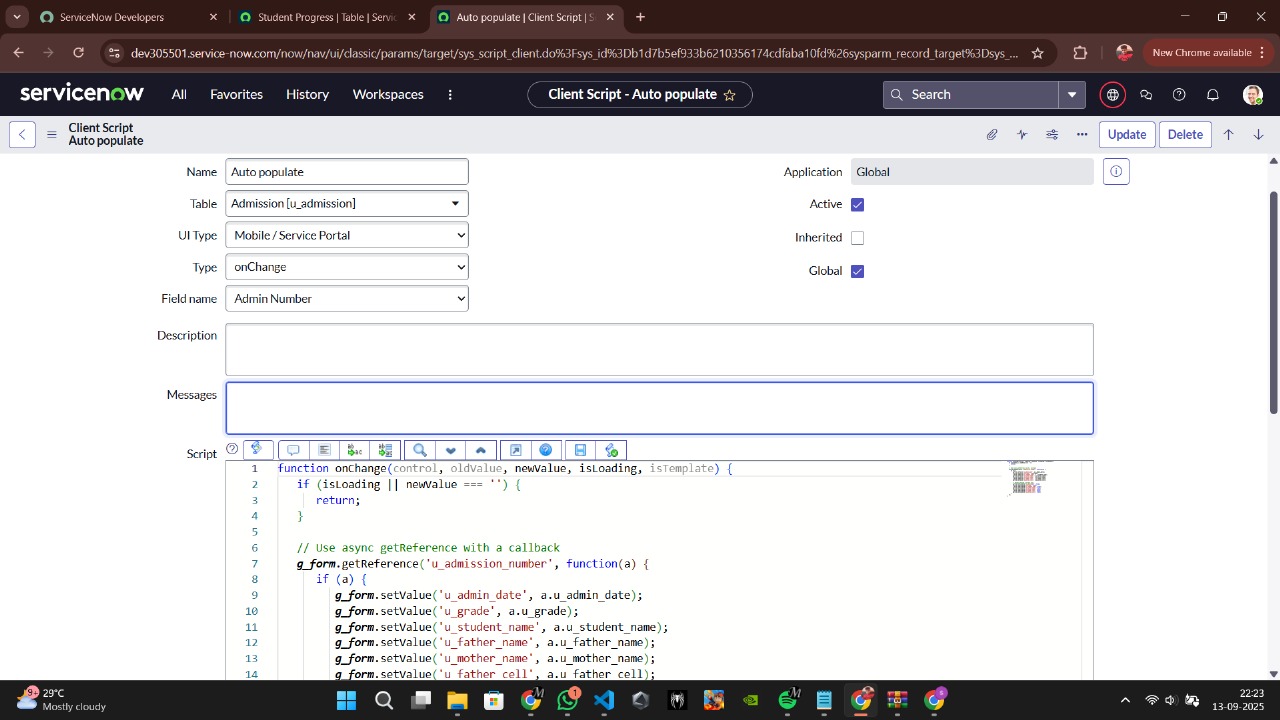 ServiceNow Developers
Student Progress | Table | Servic
Auto populate | Client Script | S
dev305501.service-now.com/now/nav/ui/classic/params/target/sys_script_client.do%3Fsys_id%3Db1d7b5ef933b6210356174cdfaba10fd%26sysparm_record_target%3Dsys_...
New Chrome available
servicenow
All
Favorites
History
Workspaces
Client Script - Auto populate
Search
Client Script
Auto populate
Update
Delete
Name
Auto populate
Application
Global
Table
Admission [u_admission]
Active
UI Type
Mobile / Service Portal
Inherited
Type
onChange
Global
Field name
Admin Number
Description
Messages
Script
1 function onChange(control, oldValue, newValue, isLoading, isTemplate) {
2 if (isLoading || newValue === '') {
3 return;
4 }
5
6 // Use async getReference with a callback
7 g_form.getReference('u_admission_number', function(a) {
8 if (a) {
9 g_form.setValue('u_admin_date', a.u_admin_date);
10 g_form.setValue('u_grade', a.u_grade);
11 g_form.setValue('u_student_name', a.u_student_name);
12 g_form.setValue('u_father_name', a.u_father_name);
13 g_form.setValue('u_mother_name', a.u_mother_name);
14 g_form.setValue('u_father_cell', a.u_father_cell);
9+
29°C
Mostly cloudy
1
22:23
13-09-2025